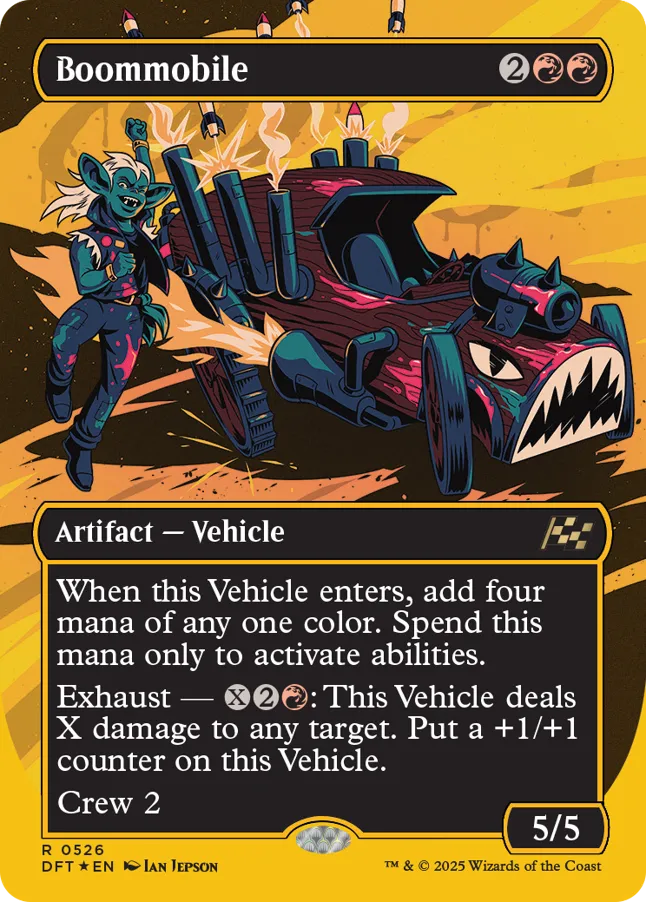 Boommobile 2
Artifact — Vehicle
When this Vehicle enters, add four
mana of any one color. Spend this
mana only to activate abilities.
Exhaust — X2: This Vehicle deals
X damage to any target. Put a +1/+1
counter on this Vehicle.
Crew 2
5/5
R 0526
DFT★EN Ian Jepson
™ & © 2025 Wizards of the Coast